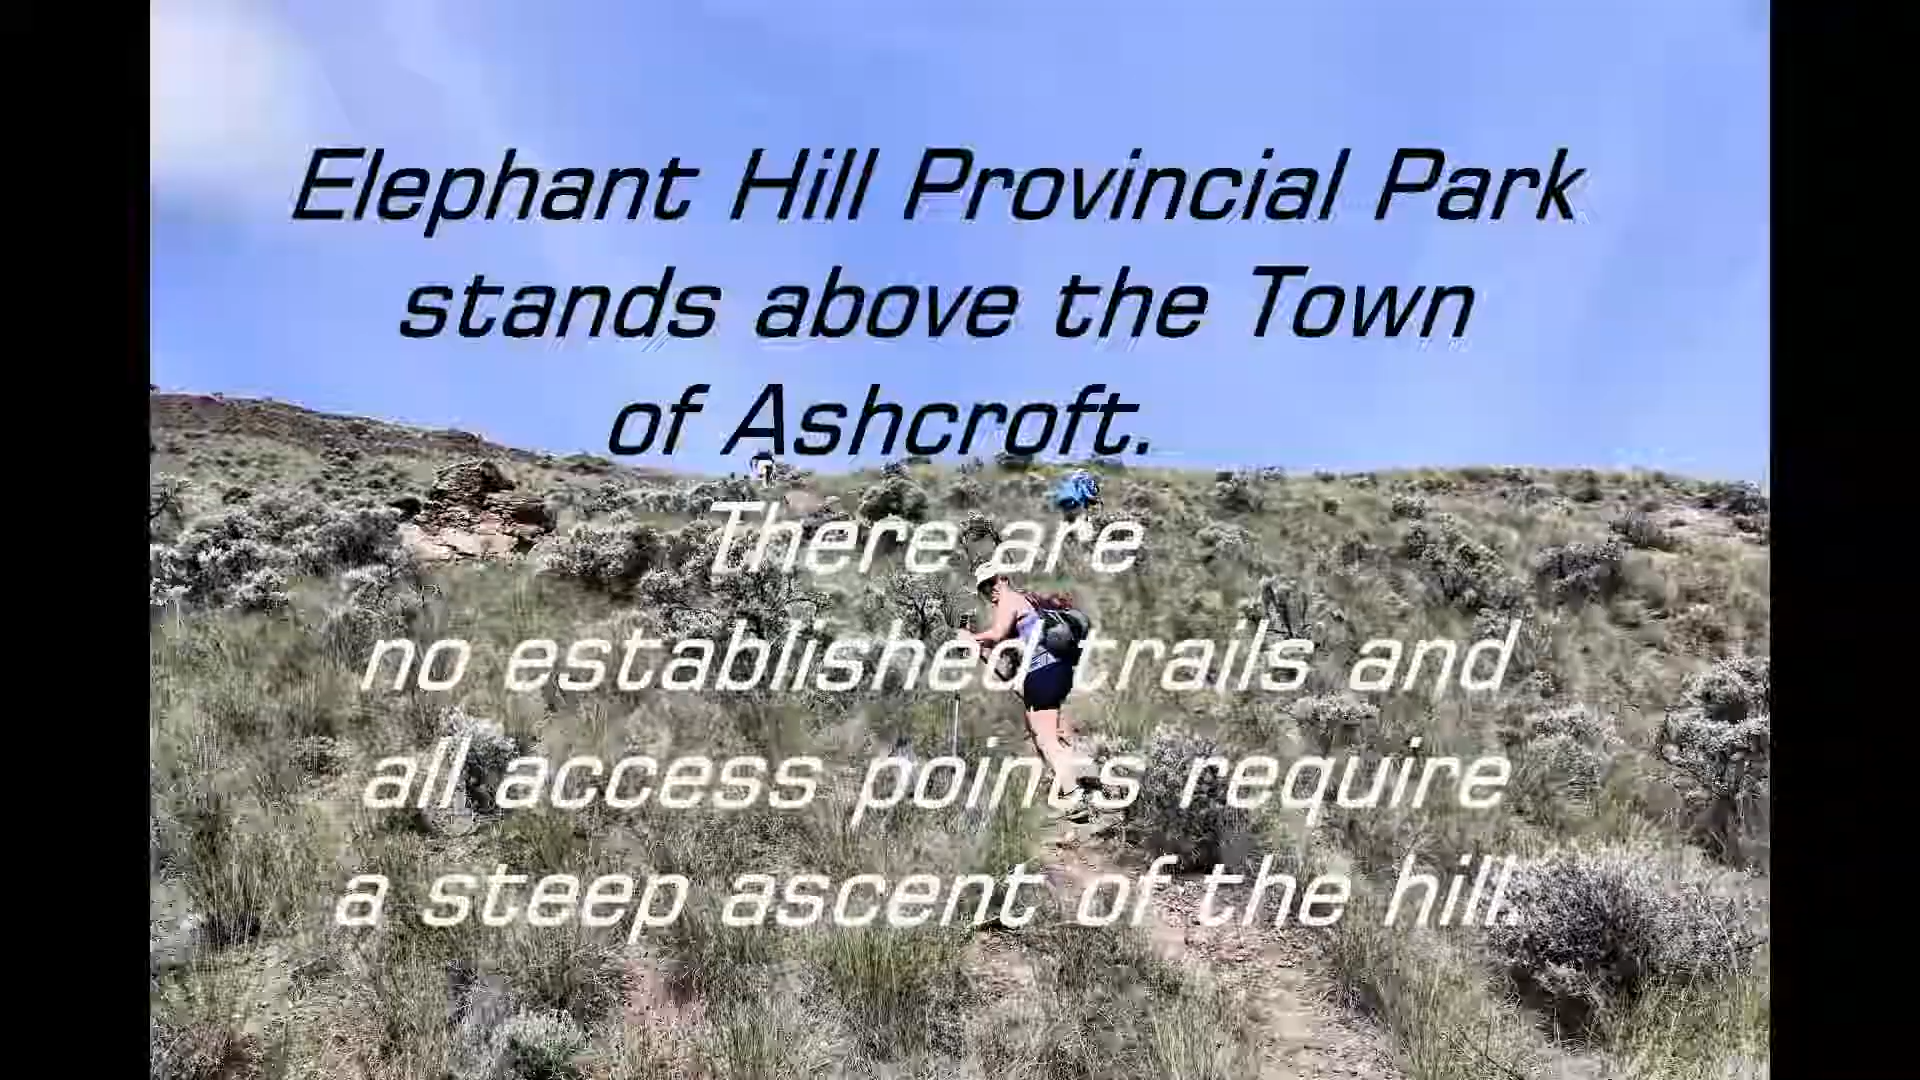 Elephant Hill Provincial Park
stands above the Town
of Ashcroft.
There are
no established trails and
all access points require
a steep ascent of the hill.